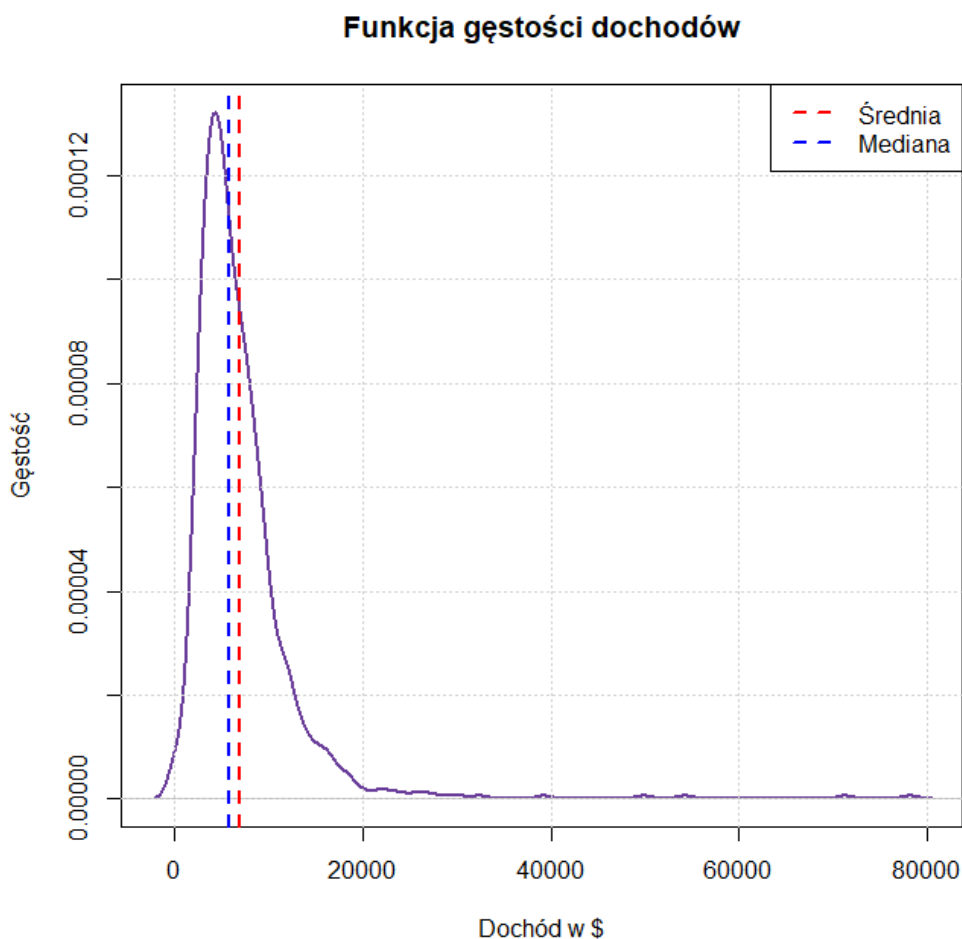 Funkcja gęstości dochodów
Średnia
Mediana
0.00012
0.00008
0.00004
0.00000
Gęstość
0 20000 40000 60000 80000
Dochód w $